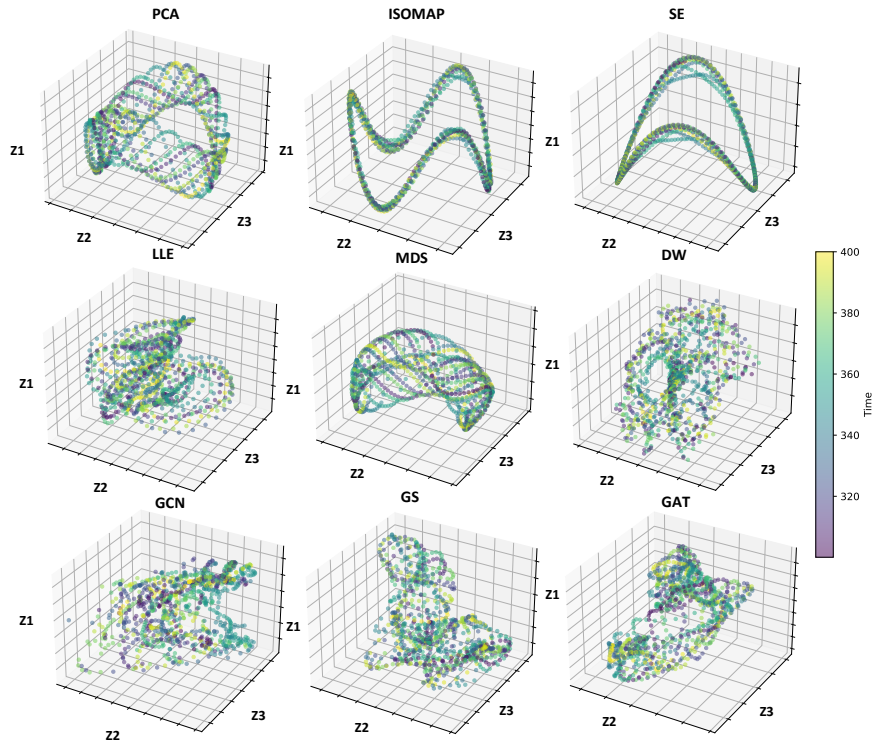 PCA
ISOMAP
SE
Z1
Z2
Z3
Z1
Z2
Z3
Z1
Z2
Z3
LLE
MDS
DW
Z1
Z2
Z3
Z1
Z2
Z3
Z1
Z2
Z3
400
380
360
340
320
Time
GCN
GS
GAT
Z1
Z2
Z3
Z1
Z2
Z3
Z1
Z2
Z3